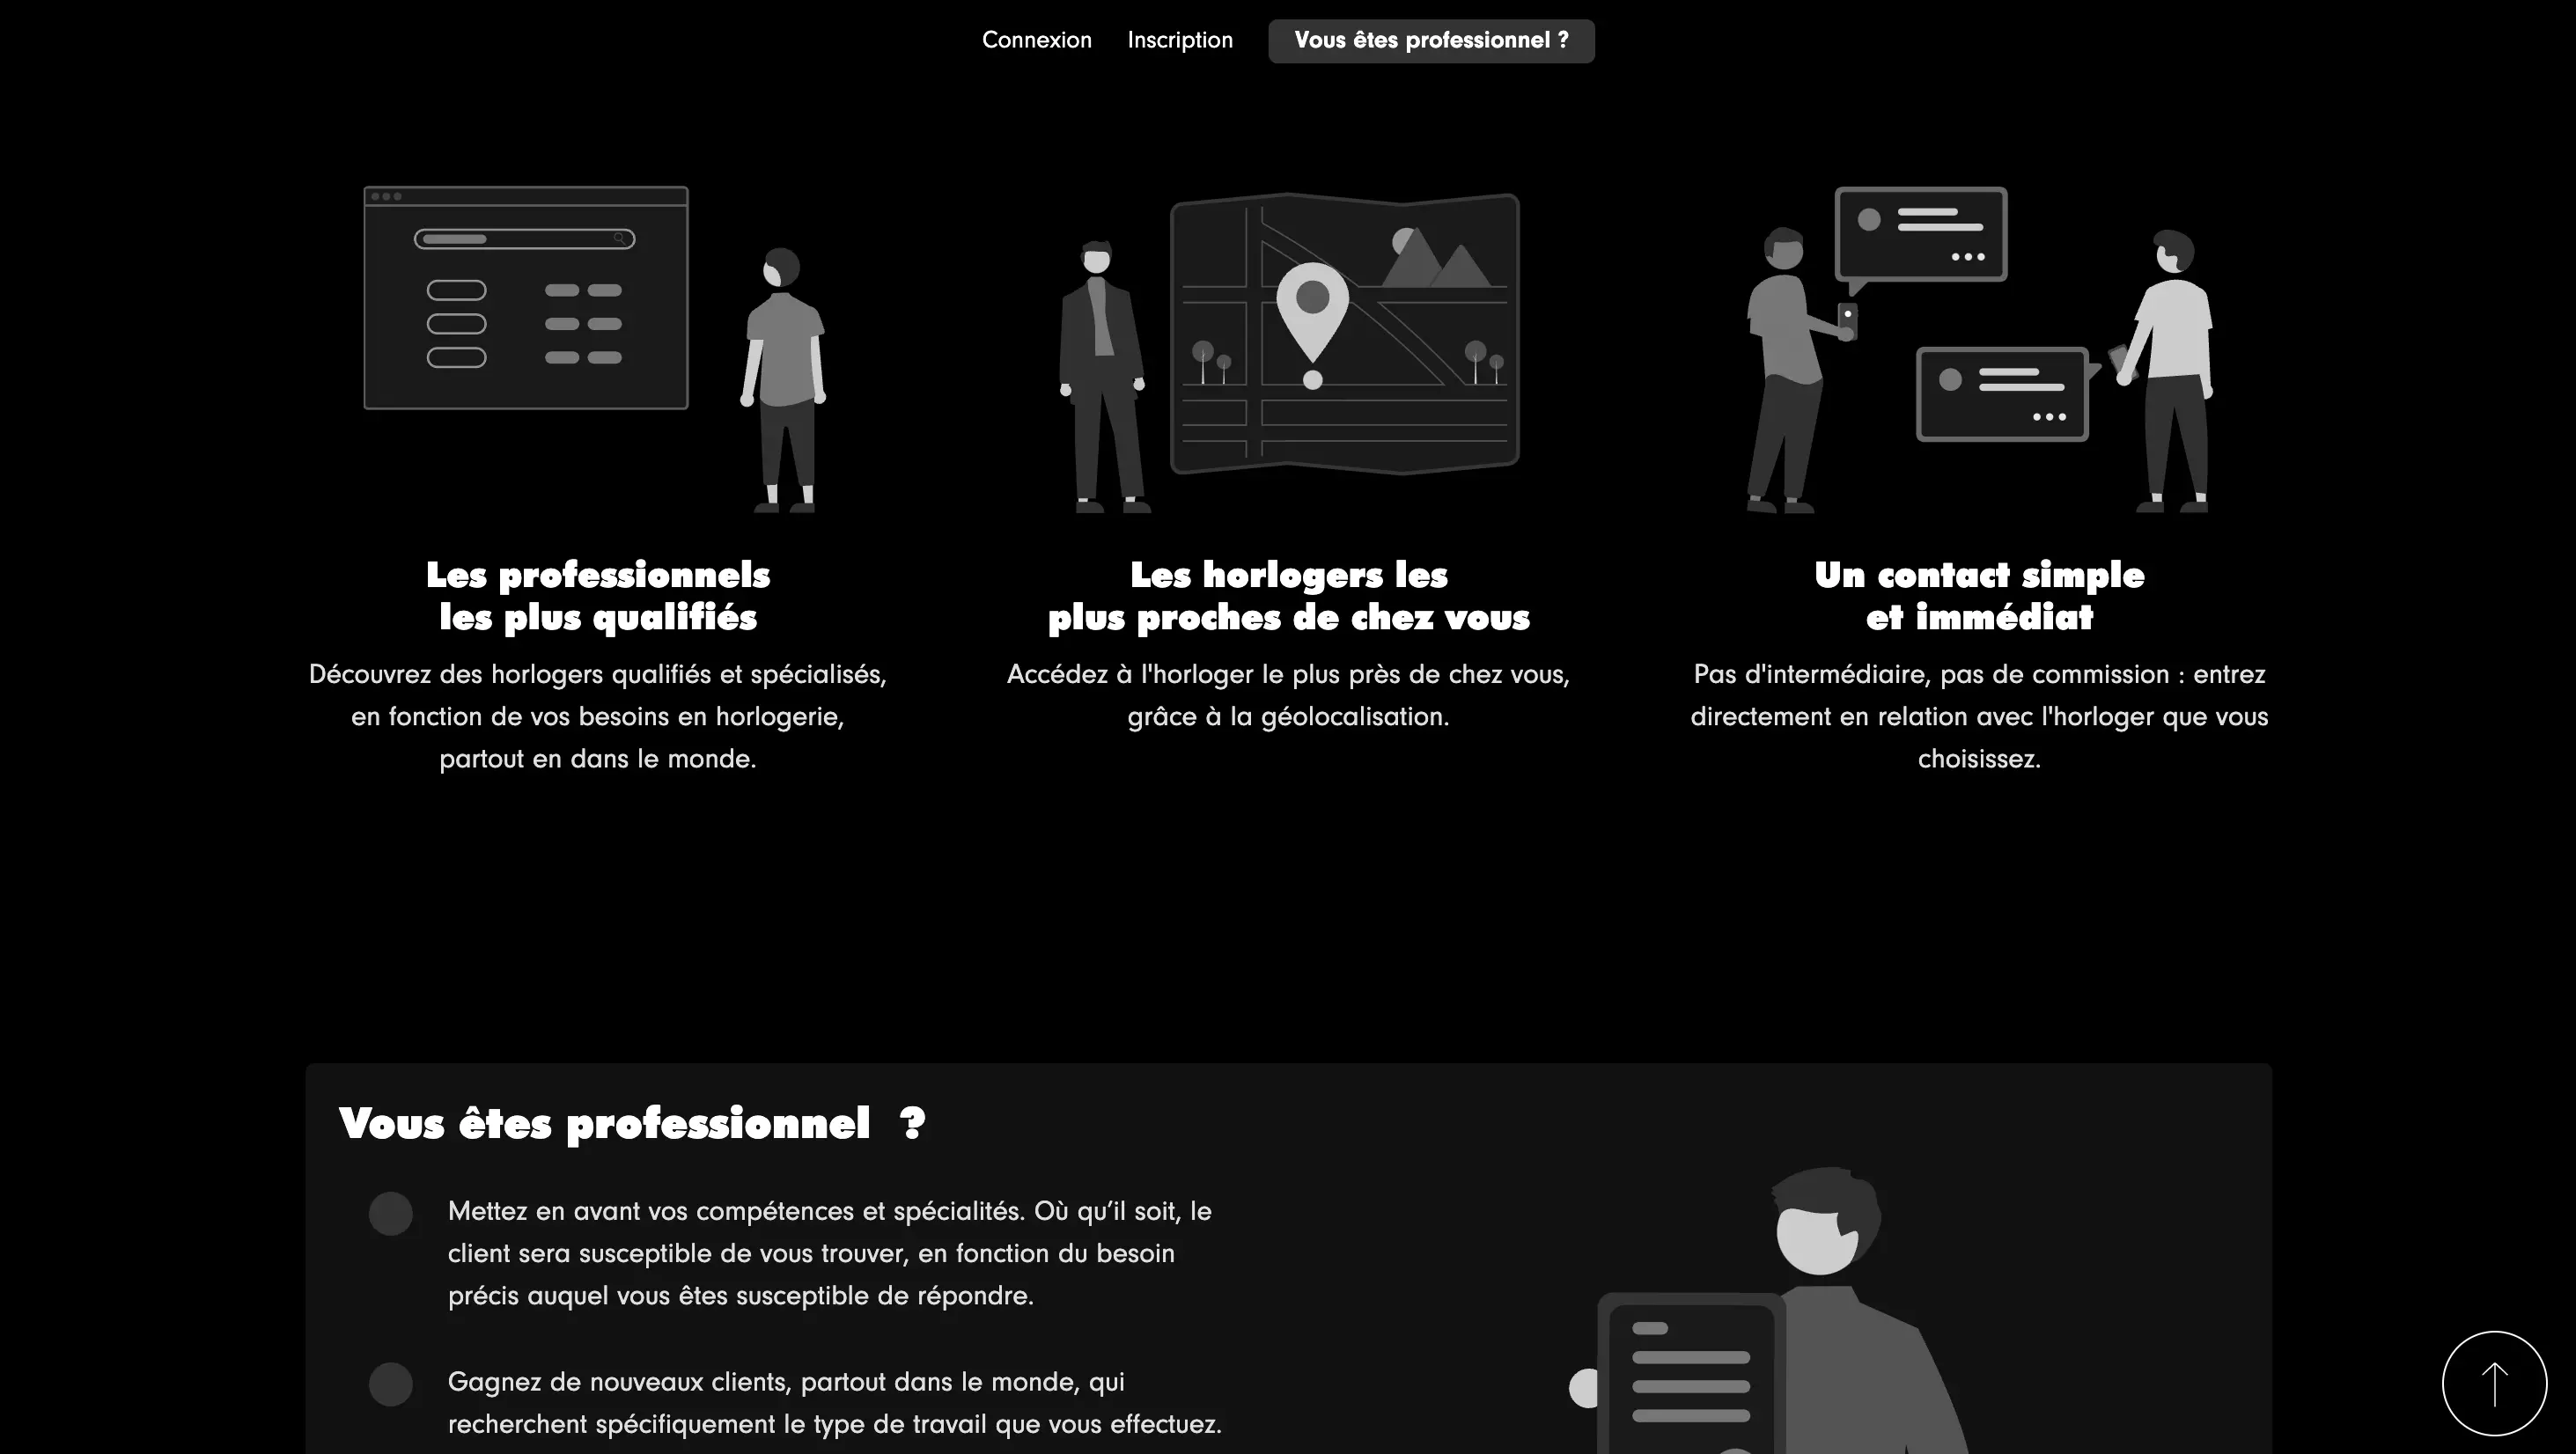 Connexion Inscription Vous êtes professionnel ?
Les professionnels
les plus qualifiés
Découvrez des horlogers qualifiés et spécialisés,
en fonction de vos besoins en horlogerie,
partout en dans le monde.
Les horlogers les
plus proches de chez vous
Accédez à l'horloger le plus près de chez vous,
grâce à la géolocalisation.
Un contact simple
et immédiat
Pas d'intermédiaire, pas de commission : entrez
directement en relation avec l'horloger que vous
choisissez.
Vous êtes professionnel ?
Mettez en avant vos compétences et spécialités. Où qu’il soit, le
client sera susceptible de vous trouver, en fonction du besoin
précis auquel vous êtes susceptible de répondre.
Gagnez de nouveaux clients, partout dans le monde, qui
recherchent spécifiquement le type de travail que vous effectuez.